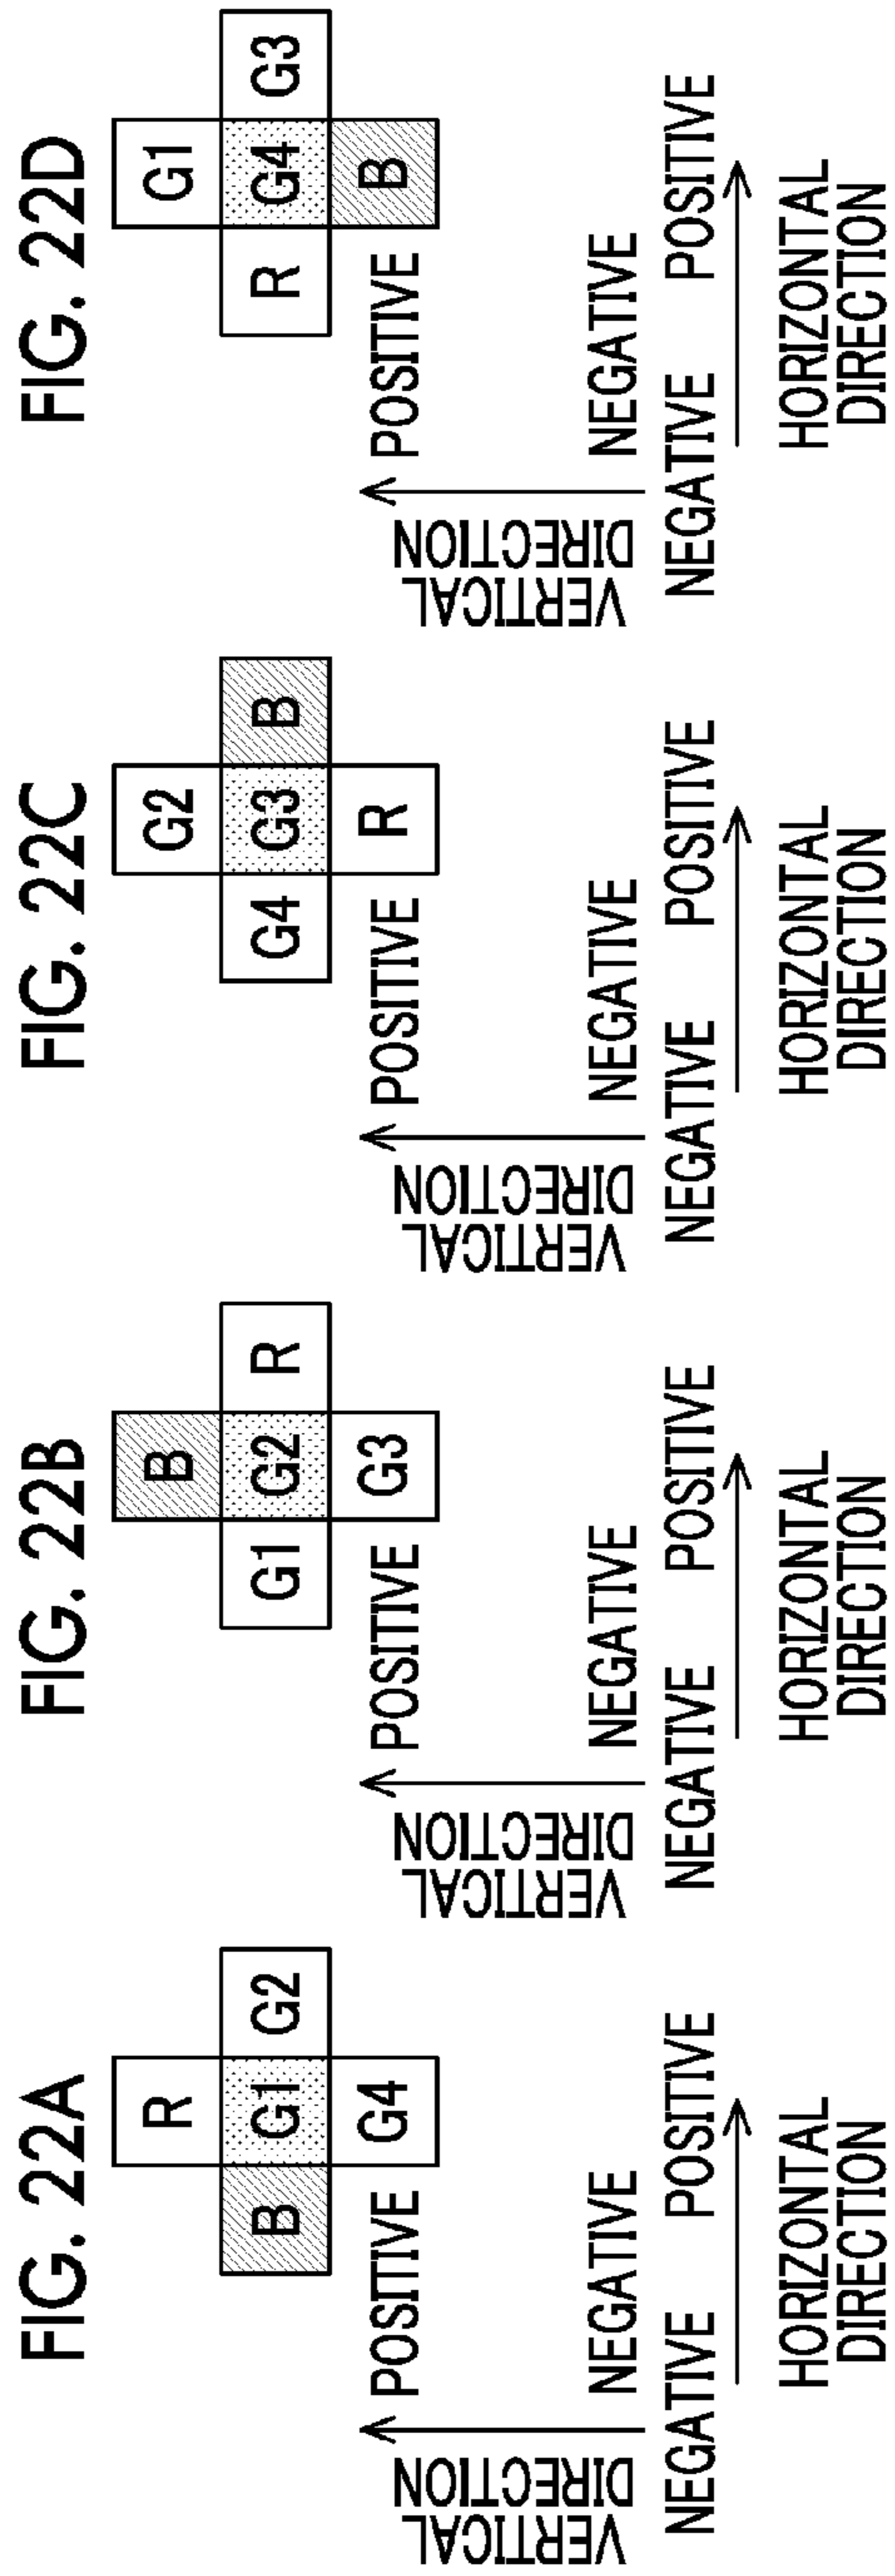 FIG. 22A
R
B G1 G2
G4
POSITIVE
VERTICAL
DIRECTION
NEGATIVE
NEGATIVE POSITIVE
HORIZONTAL
DIRECTION
FIG. 22B
B
G1 G2 R
G3
POSITIVE
VERTICAL
DIRECTION
NEGATIVE
NEGATIVE POSITIVE
HORIZONTAL
DIRECTION
FIG. 22C
G2
G4 G3 B
R
POSITIVE
VERTICAL
DIRECTION
NEGATIVE
NEGATIVE POSITIVE
HORIZONTAL
DIRECTION
FIG. 22D
G1
R G4 G3
B
POSITIVE
VERTICAL
DIRECTION
NEGATIVE
NEGATIVE POSITIVE
HORIZONTAL
DIRECTION